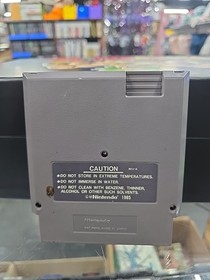 CAUTION REV-A
•DO NOT STORE IN EXTREME TEMPERATURES.
•DO NOT IMMERSE IN WATER.
•DO NOT CLEAN WITH BENZENE, THINNER,
ALCOHOL OR OTHER SUCH SOLVENTS.
©Nintendo 1985